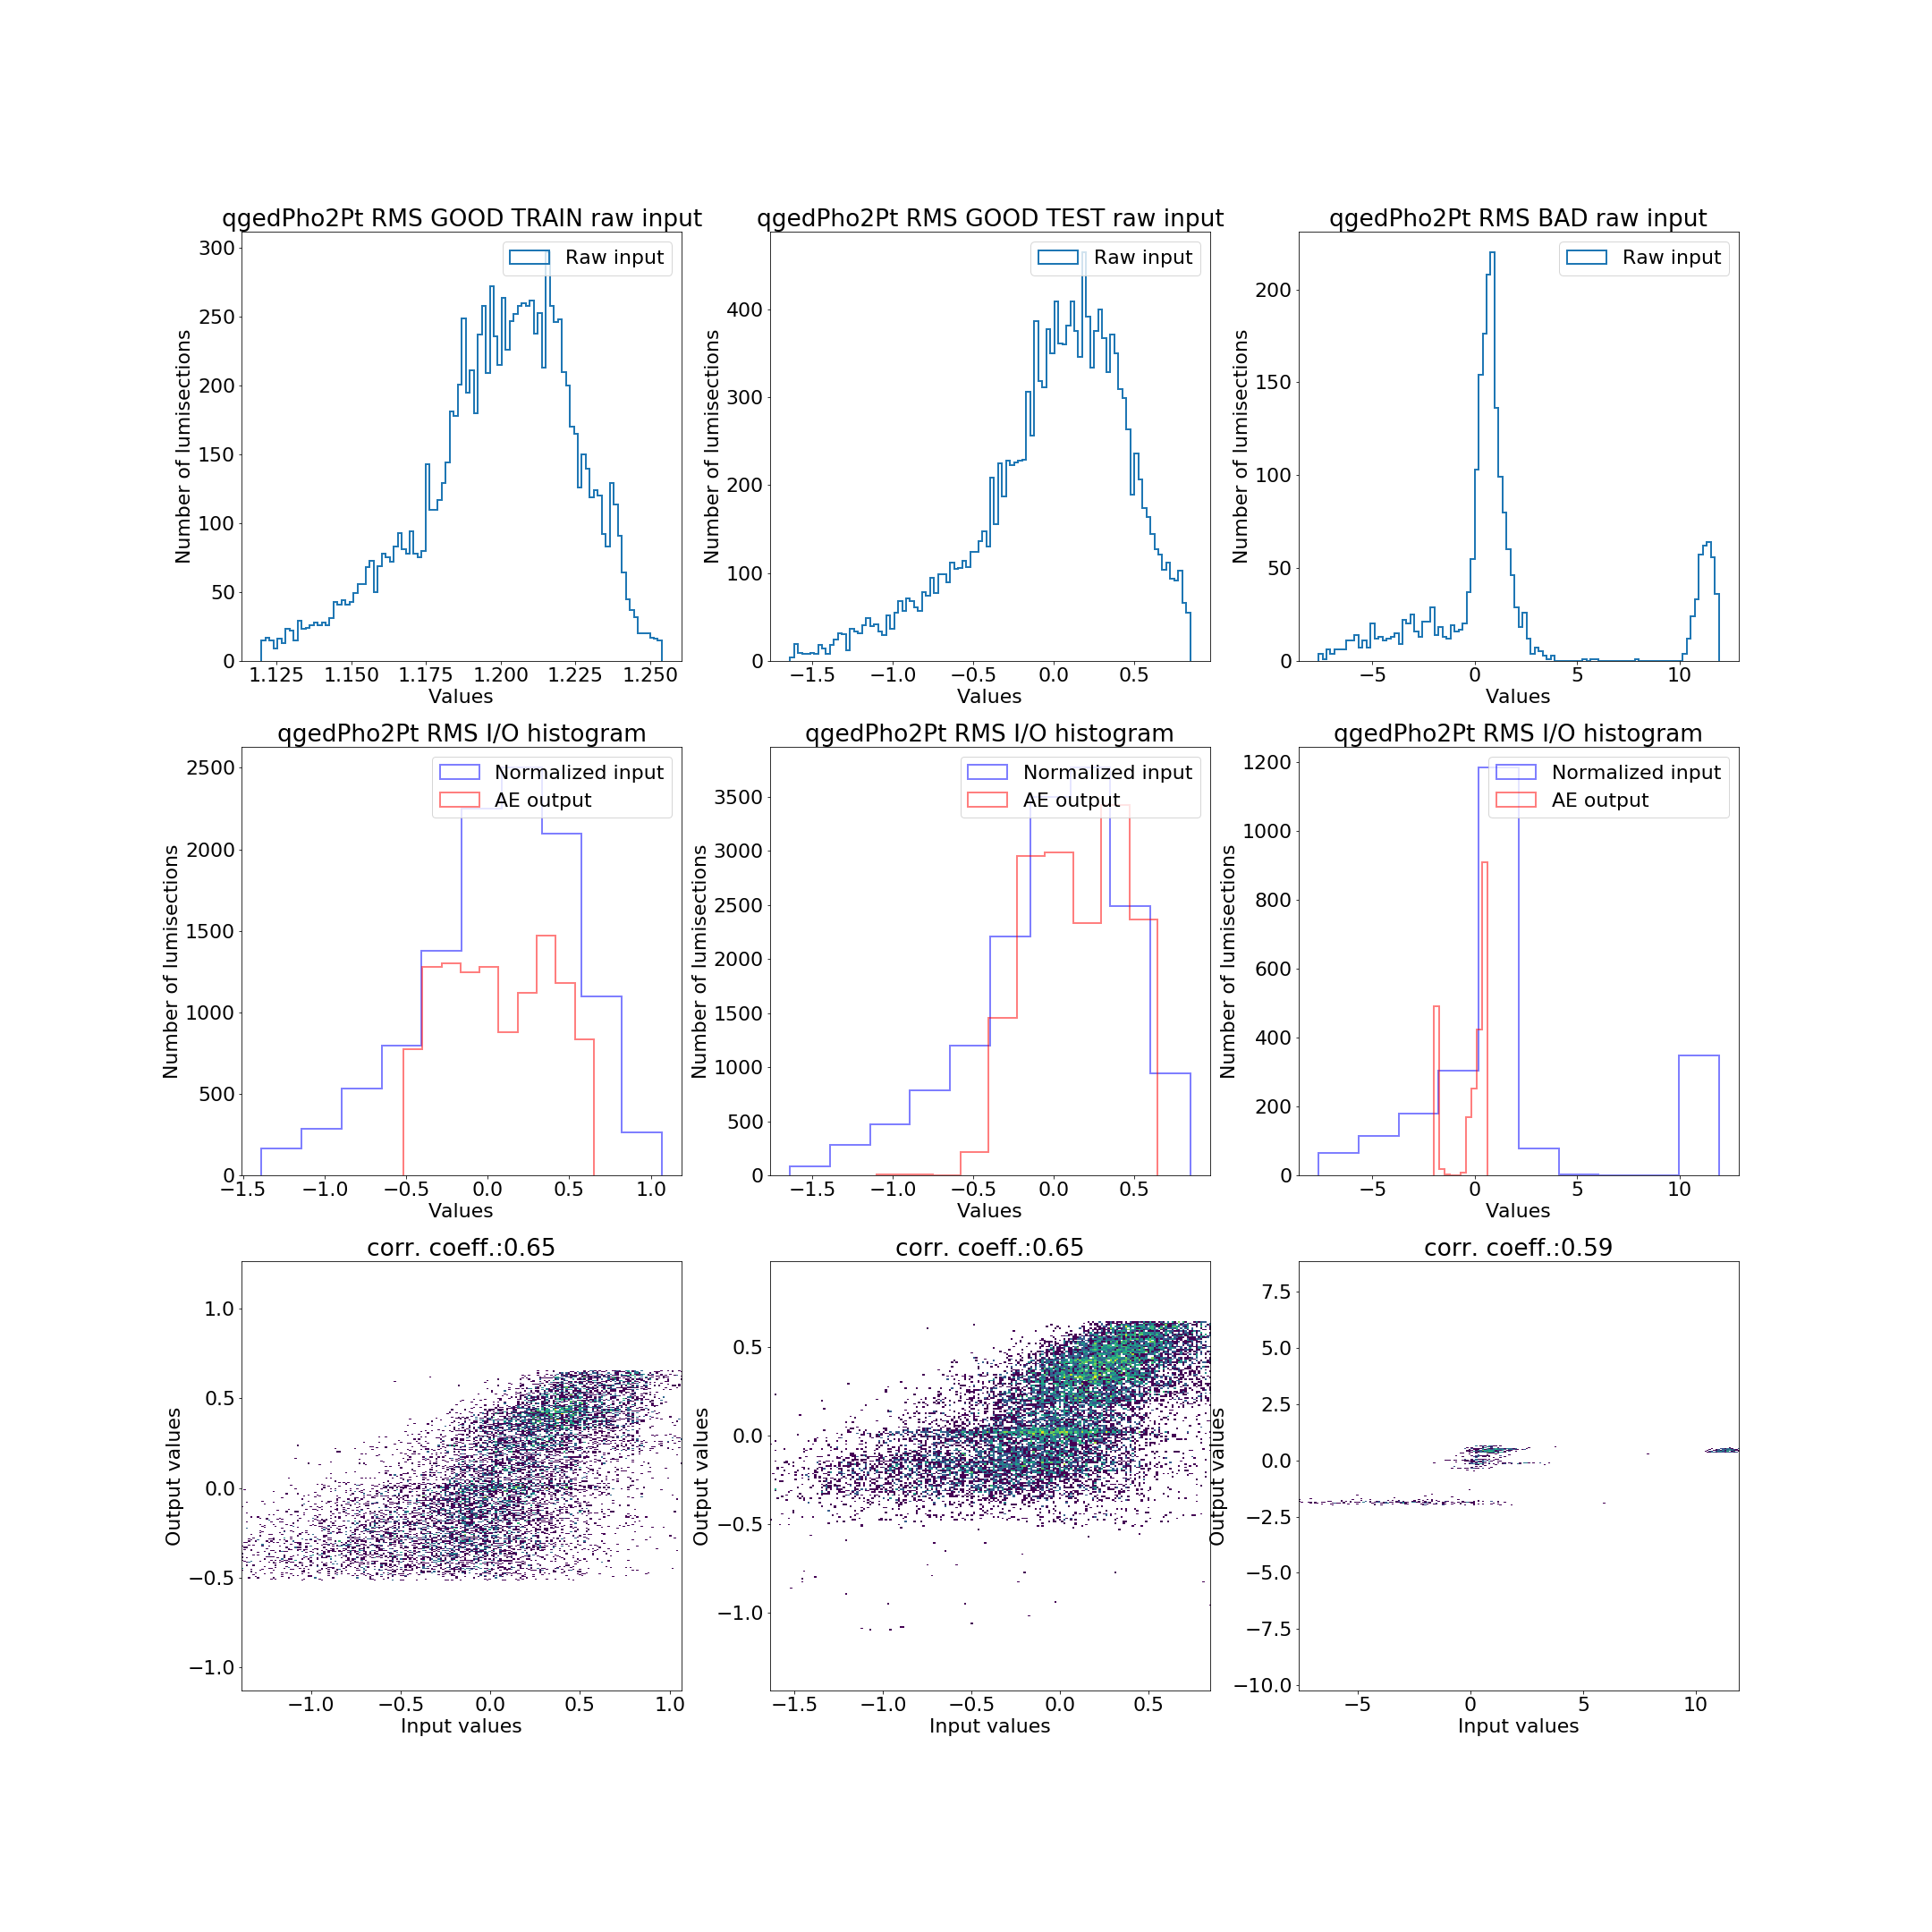 qgedPho2Pt RMS GOOD TRAIN raw input
Raw input
Number of lumisections
300
250
200
150
100
50
0
1.125 1.150 1.175 1.200 1.225 1.250
Values
qgedPho2Pt RMS GOOD TEST raw input
Raw input
Number of lumisections
400
300
200
100
0
−1.5 −1.0 −0.5 0.0 0.5
Values
qgedPho2Pt RMS BAD raw input
Raw input
Number of lumisections
200
150
100
50
0
−5 0 5 10
Values
qgedPho2Pt RMS I/O histogram
Normalized input
AE output
Number of lumisections
2500
2000
1500
1000
500
0
−1.5 −1.0 −0.5 0.0 0.5 1.0
Values
qgedPho2Pt RMS I/O histogram
Normalized input
AE output
Number of lumisections
3500
3000
2500
2000
1500
1000
500
0
−1.5 −1.0 −0.5 0.0 0.5
Values
qgedPho2Pt RMS I/O histogram
Normalized input
AE output
Number of lumisections
1200
1000
800
600
400
200
0
−5 0 5 10
Values
corr. coeff.:0.65
Output values
1.0
0.5
0.0
−0.5
−1.0
−1.0 −0.5 0.0 0.5 1.0
Input values
corr. coeff.:0.65
Output values
0.5
0.0
−0.5
−1.0
−1.5 −1.0 −0.5 0.0 0.5
Input values
corr. coeff.:0.59
Output values
7.5
5.0
2.5
0.0
−2.5
−5.0
−7.5
−10.0
−5 0 5 10
Input values